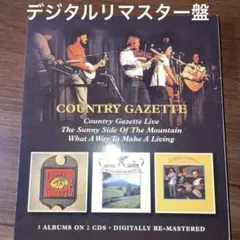 デジタルリマスター盤
COUNTRY GAZETTE
Country Gazette Live
The Sunny Side Of The Mountain
What A Way To Make A Living
3 ALBUMS ON 2 CDS • DIGITALLY RE-MASTERED